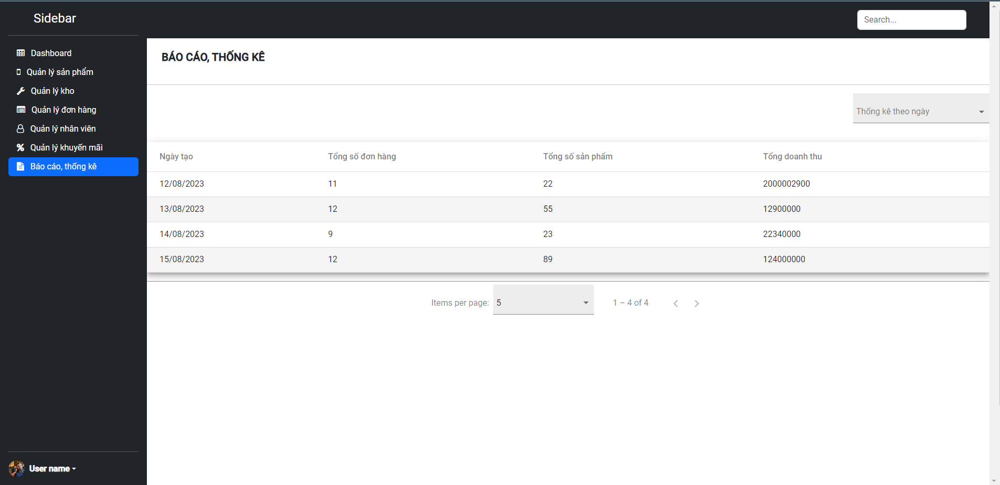 Sidebar
Search...
Dashboard
Quản lý sản phẩm
Quản lý kho
Quản lý đơn hàng
Quản lý nhân viên
Quản lý khuyến mãi
Báo cáo, thống kê
User name
BÁO CÁO, THỐNG KÊ
Thống kê theo ngày
Ngày tạo Tổng số đơn hàng Tổng số sản phẩm Tổng doanh thu
12/08/2023 11 22 2000002900
13/08/2023 12 55 12900000
14/08/2023 9 23 22340000
15/08/2023 12 89 124000000
Items per page: 5 1 – 4 of 4